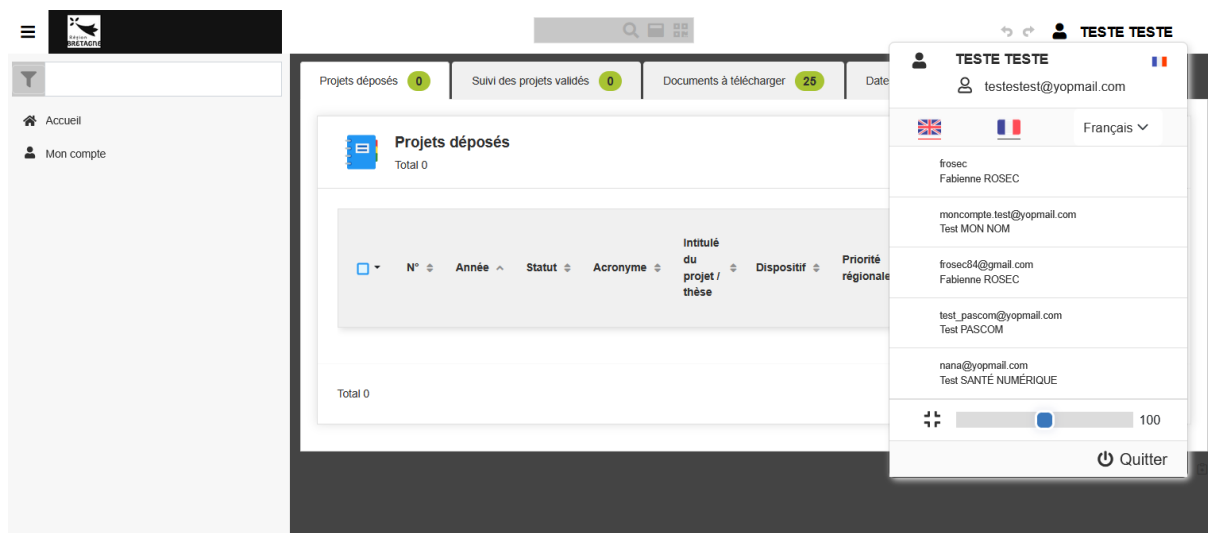 Région
BRETAGNE
TESTE TESTE
Accueil
Mon compte
Projets déposés 0
Suivi des projets validés 0
Documents à télécharger 25
Date
Projets déposés
Total 0
N°
Année
Statut
Acronyme
Intitulé
du
projet /
thèse
Dispositif
Priorité
régionale
Total 0
TESTE TESTE
testestest@yopmail.com
Français
frosec
Fabienne ROSEC
moncompte.test@yopmail.com
Test MON NOM
frosec84@gmail.com
Fabienne ROSEC
test_pascom@yopmail.com
Test PASCOM
nana@yopmail.com
Test SANTÉ NUMÉRIQUE
100
Quitter